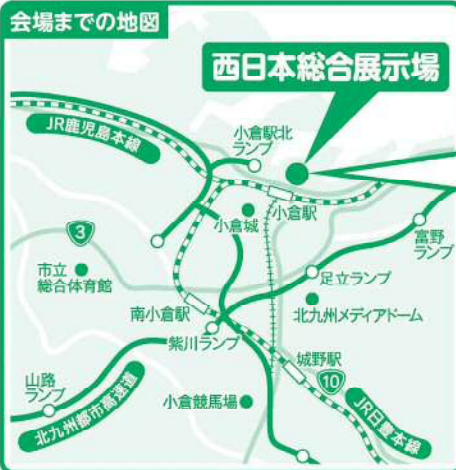 会場までの地図
西日本総合展示場
JR鹿児島本線
小倉駅北
ランプ
小倉駅
小倉城
3
富野
ランプ
市立
総合体育館
足立ランプ
南小倉駅
北九州メディアドーム
紫川ランプ
城野駅
山路
ランプ
10
小倉競馬場
北九州都市高速道
JR日豊本線